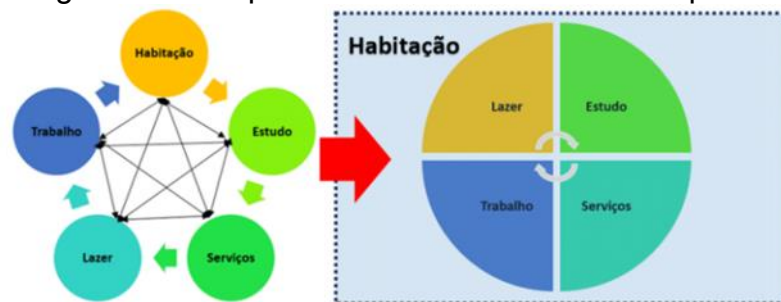 Habitação
Trabalho
Estudo
Lazer
Serviços
Habitação
Lazer
Estudo
Trabalho
Serviços